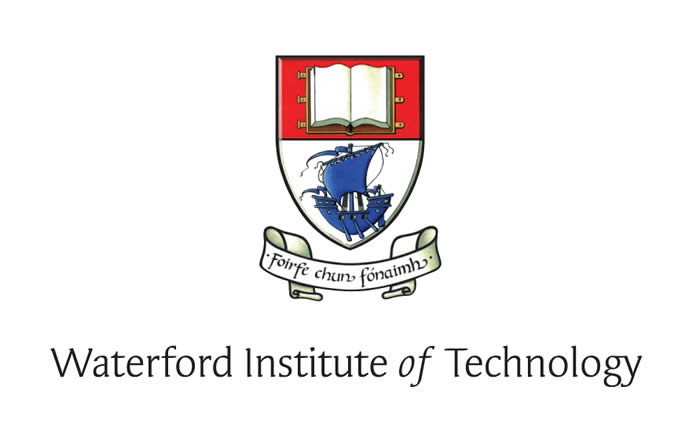 · Foirfe chun fónaimh ·
Waterford Institute of Technology